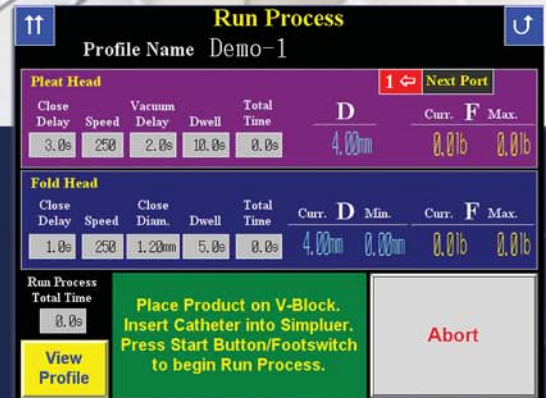 Run Process
Profile Name Demo-1
Pleat Head
1 ⇦ Next Port
Close Delay Speed Vacuum Delay Dwell Total Time D Curr. F Max.
3.0s 250 2.0s 10.0s 0.0s 4.00mm 0.0lb 0.0lb
Fold Head
Close Delay Speed Close Diam. Dwell Total Time Curr. D Min. Curr. F Max.
1.0s 250 1.20mm 5.0s 0.0s 4.00mm 0.00mm 0.0lb 0.0lb
Run Process
Total Time
0.0s
View
Profile
Place Product on V-Block.
Insert Catheter into Simpluer.
Press Start Button/Footswitch
to begin Run Process.
Abort